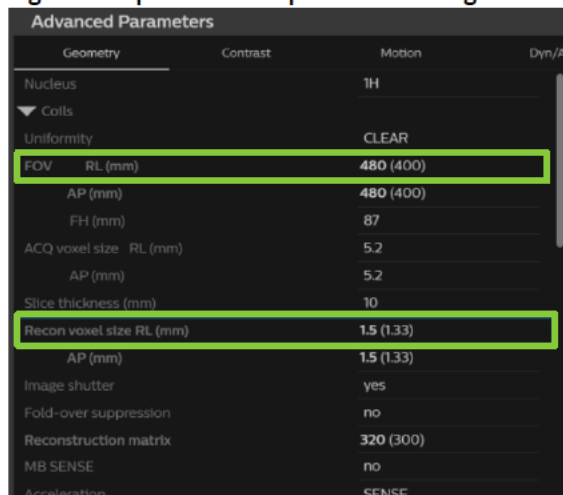 Advanced Parameters
Geometry Contrast Motion Dyn/A
Nucleus 1H
Coils
Uniformity CLEAR
FOV RL (mm) 480 (400)
AP (mm) 480 (400)
FH (mm) 87
ACQ voxel size RL (mm) 5.2
AP (mm) 5.2
Slice thickness (mm) 10
Recon voxel size RL (mm) 1.5 (1.33)
AP (mm) 1.5 (1.33)
Image shutter yes
Fold-over suppression no
Reconstruction matrix 320 (300)
MB SENSE no
Acceleration SENSE